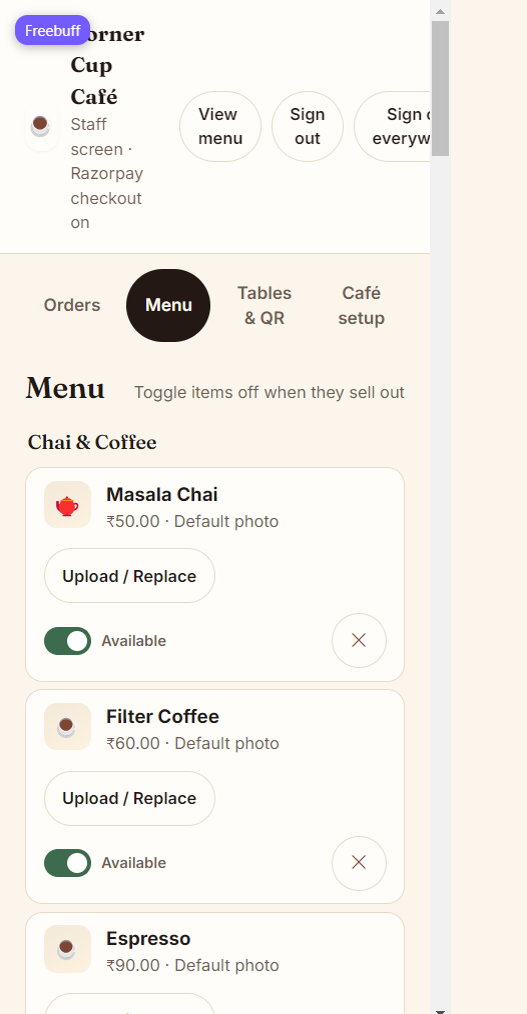 Freebuff
Corner
Cup
Café
Staff
screen ·
Razorpay
checkout
on
View
menu
Sign
out
Sign
everyw
Orders
Menu
Tables
& QR
Café
setup
Menu
Toggle items off when they sell out
Chai & Coffee
Masala Chai
₹50.00 · Default photo
Upload / Replace
Available
Filter Coffee
₹60.00 · Default photo
Upload / Replace
Available
Espresso
₹90.00 · Default photo